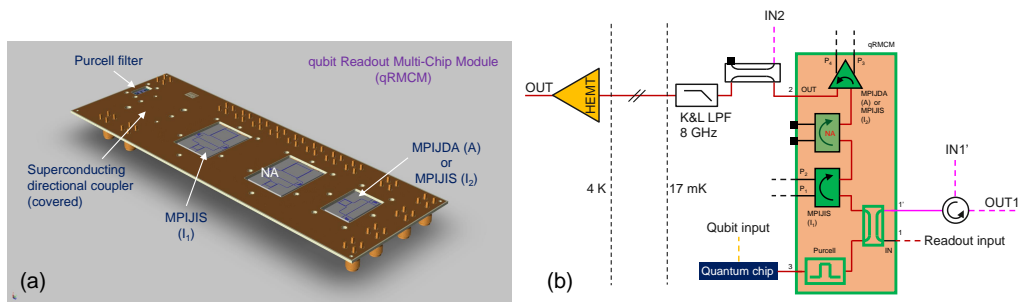 Purcell filter
qubit Readout Multi-Chip Module
(qRMCM)
NA
MPIJDA (A)
or
MPIJIS (I2)
Superconducting
directional coupler
(covered)
MPIJIS
(I1)
(a)
IN2
qRMCM
P4
P3
OUT
HEMT
2
OUT
MPIJDA
(A) or
MPIJIS
(I2)
K&L LPF
8 GHz
NA
IN1'
4 K
17 mK
P2
P1
MPIJIS
(I1)
1'
OUT1
Qubit input
1
IN
Readout input
Purcell
Quantum chip
3
(b)